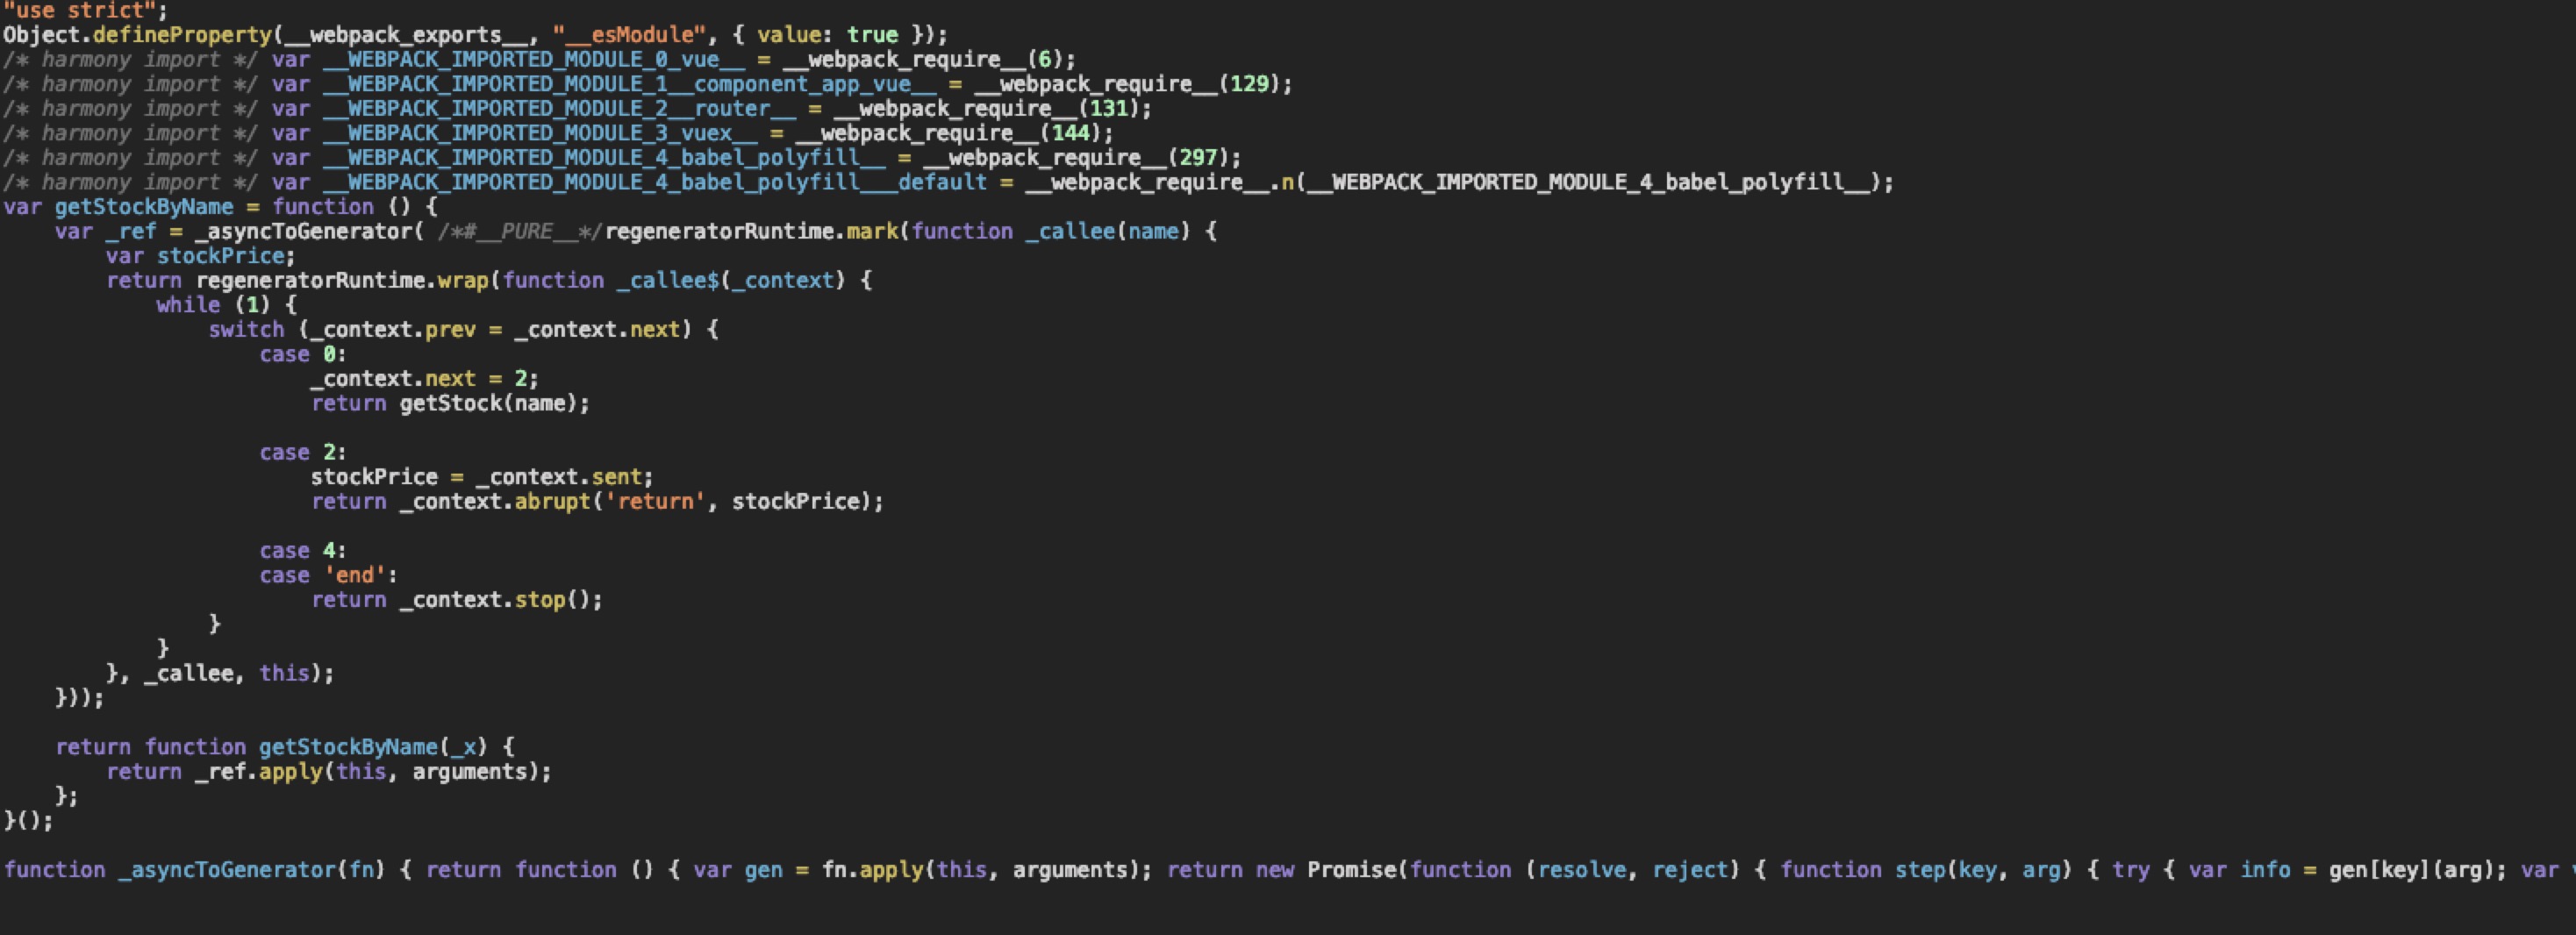 "use strict";
Object.defineProperty(__webpack_exports__, "__esModule", { value: true });
/* harmony import */ var __WEBPACK_IMPORTED_MODULE_0_vue__ = __webpack_require__(6);
/* harmony import */ var __WEBPACK_IMPORTED_MODULE_1__component_app_vue__ = __webpack_require__(129);
/* harmony import */ var __WEBPACK_IMPORTED_MODULE_2__router__ = __webpack_require__(131);
/* harmony import */ var __WEBPACK_IMPORTED_MODULE_3_vuex__ = __webpack_require__(144);
/* harmony import */ var __WEBPACK_IMPORTED_MODULE_4_babel_polyfill__ = __webpack_require__(297);
/* harmony import */ var __WEBPACK_IMPORTED_MODULE_4_babel_polyfill___default = __webpack_require__.n(__WEBPACK_IMPORTED_MODULE_4_babel_polyfill__);
var getStockByName = function () {
    var _ref = _asyncToGenerator( /*#__PURE__*/regeneratorRuntime.mark(function _callee(name) {
        var stockPrice;
        return regeneratorRuntime.wrap(function _callee$(_context) {
            while (1) {
                switch (_context.prev = _context.next) {
                    case 0:
                        _context.next = 2;
                        return getStock(name);
                    case 2:
                        stockPrice = _context.sent;
                        return _context.abrupt('return', stockPrice);
                    case 4:
                    case 'end':
                        return _context.stop();
                }
            }
        }, _callee, this);
    }));
    return function getStockByName(_x) {
        return _ref.apply(this, arguments);
    };
}();
function _asyncToGenerator(fn) { return function () { var gen = fn.apply(this, arguments); return new Promise(function (resolve, reject) { function step(key, arg) { try { var info = gen[key](arg); var